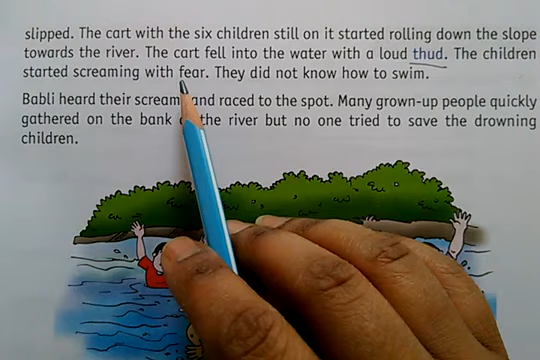 slipped. The cart with the six children still on it started rolling down the slope
towards the river. The cart fell into the water with a loud thud. The children
started screaming with fear. They did not know how to swim.
Babli heard their scream and raced to the spot. Many grown-up people quickly
gathered on the bank the river but no one tried to save the drowning
children.